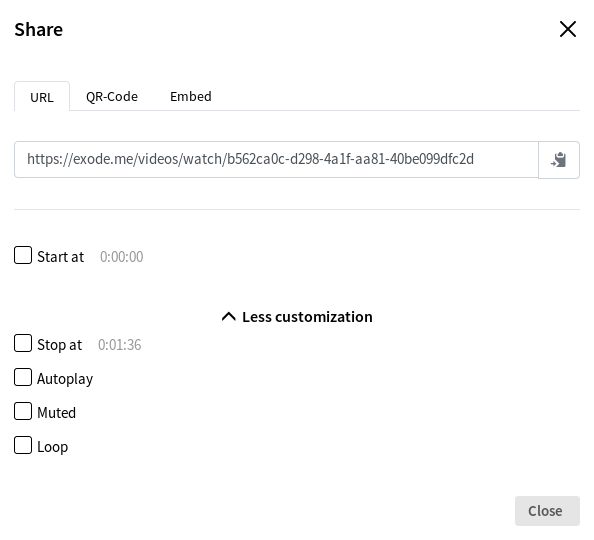 Share
URL QR-Code Embed
https://exode.me/videos/watch/b562ca0c-d298-4a1f-aa81-40be099dfc2d
Start at 0:00:00
Less customization
Stop at 0:01:36
Autoplay
Muted
Loop
Close